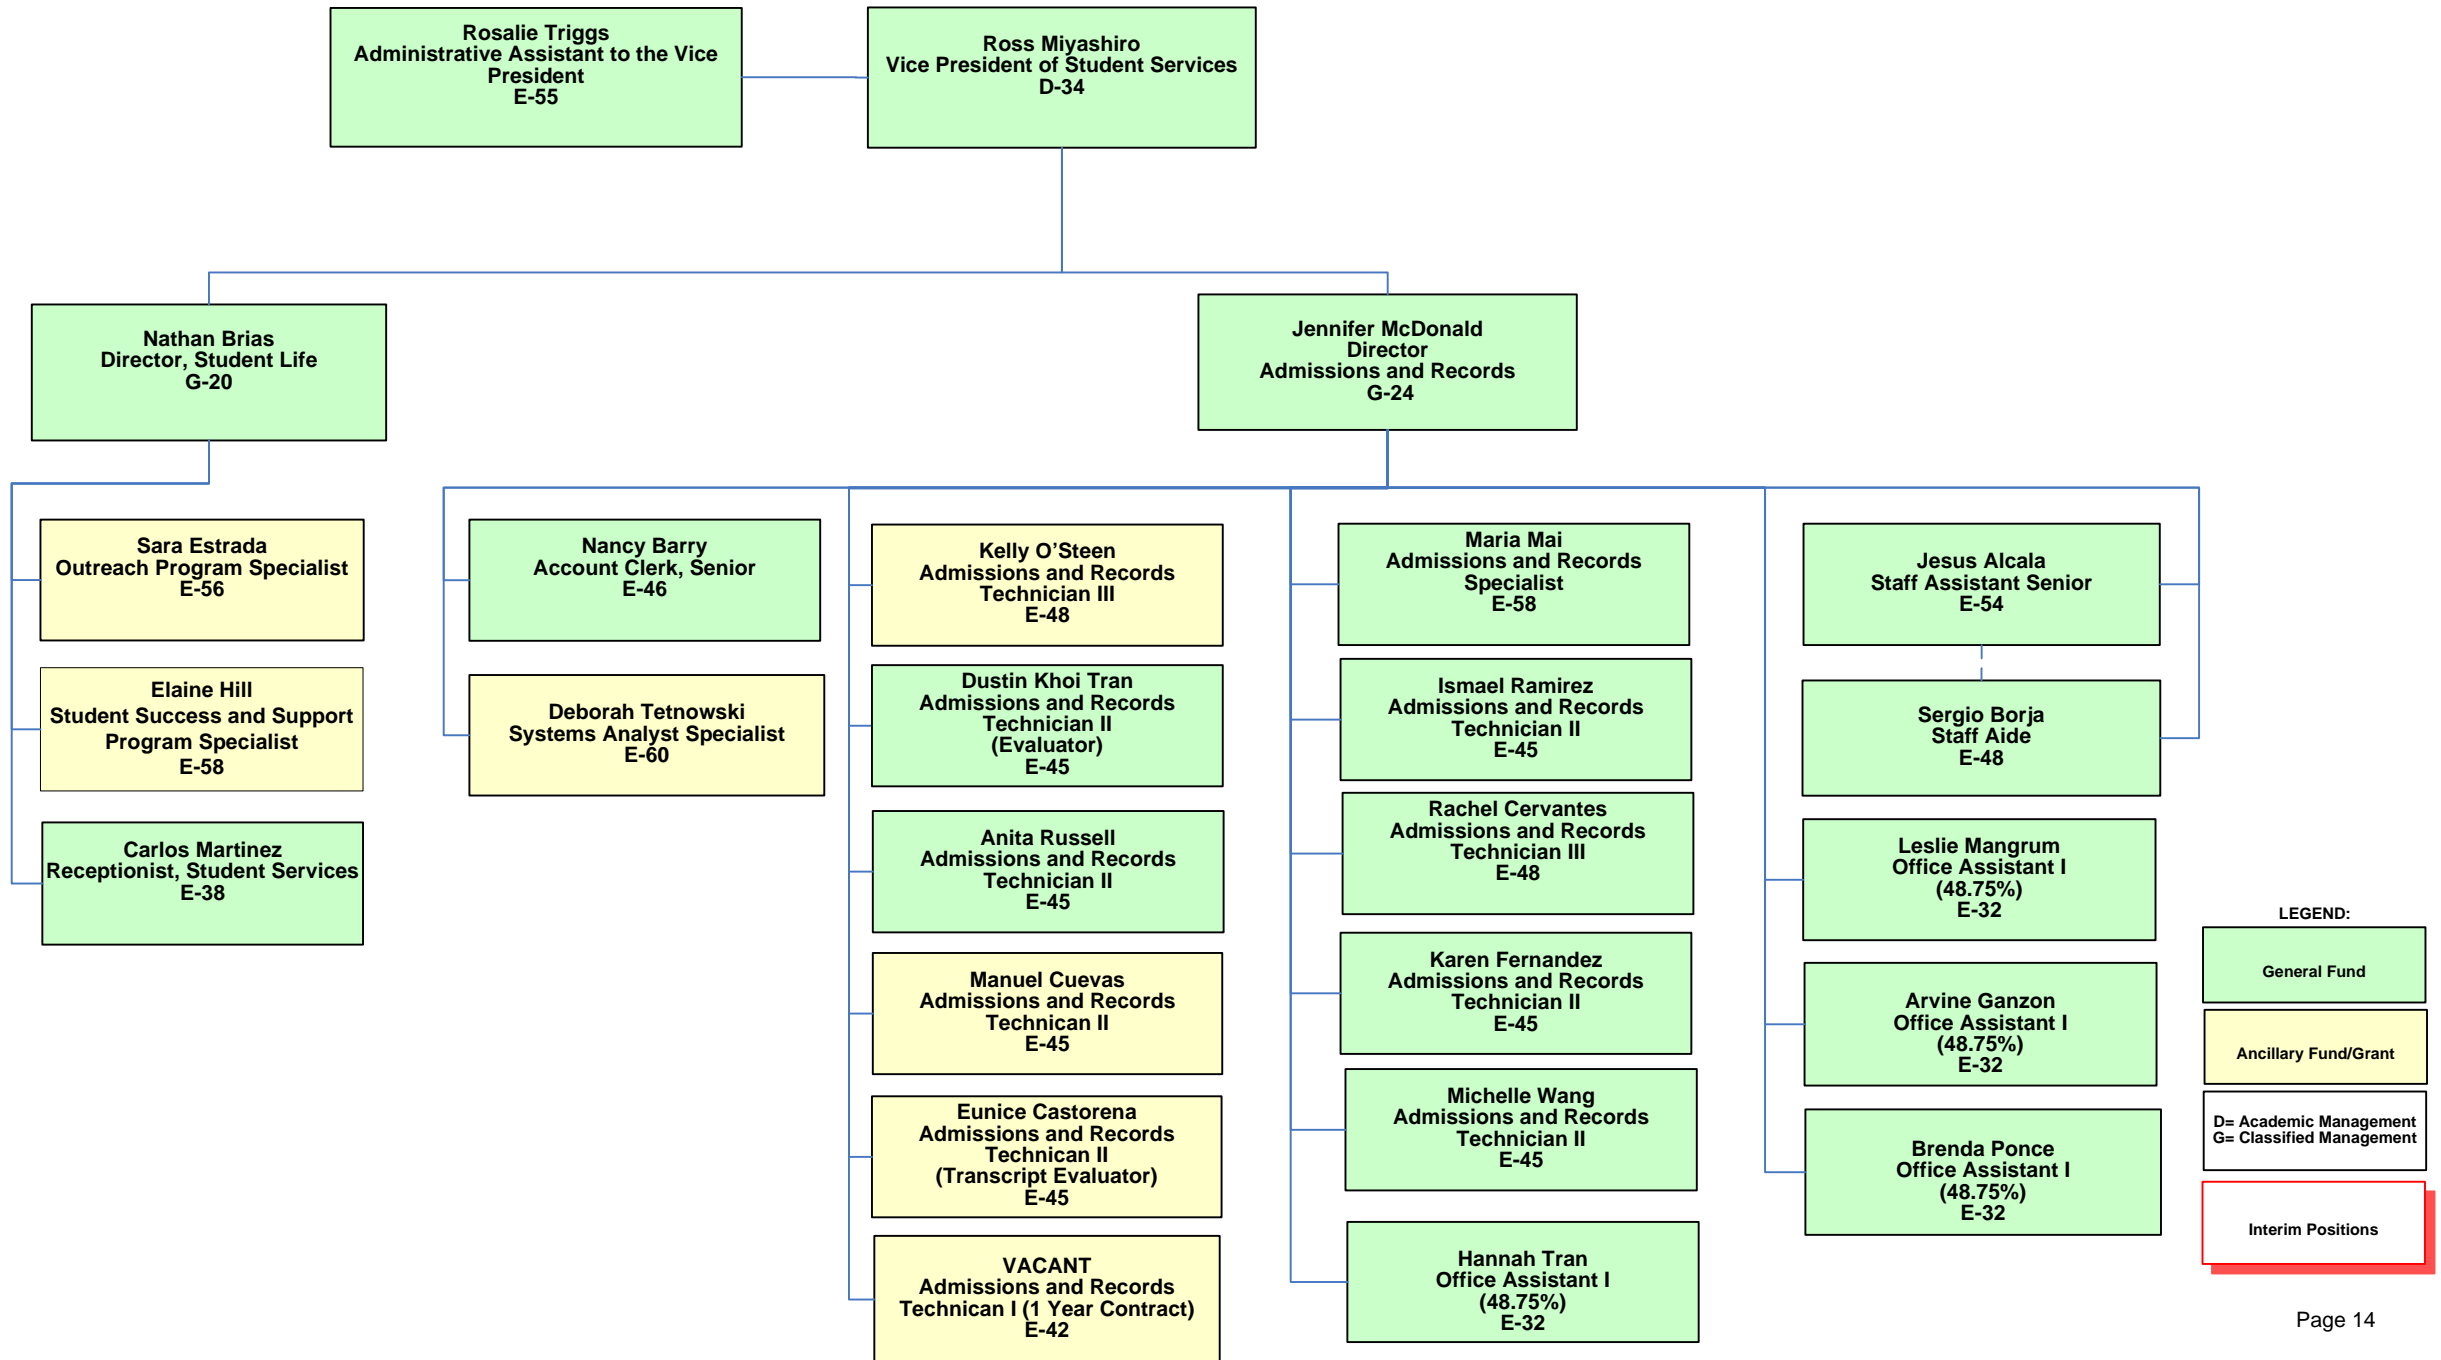 Rosalie Triggs
Administrative Assistant to the Vice
President
E-55
Ross Miyashiro
Vice President of Student Services
D-34
Nathan Brias
Director, Student Life
G-20
Jennifer McDonald
Director
Admissions and Records
G-24
Sara Estrada
Outreach Program Specialist
E-56
Elaine Hill
Student Success and Support
Program Specialist
E-58
Carlos Martinez
Receptionist, Student Services
E-38
Nancy Barry
Account Clerk, Senior
E-46
Deborah Tetnowski
Systems Analyst Specialist
E-60
Kelly O’Steen
Admissions and Records
Technician III
E-48
Dustin Khoi Tran
Admissions and Records
Technician II
(Evaluator)
E-45
Anita Russell
Admissions and Records
Technician II
E-45
Manuel Cuevas
Admissions and Records
Technican II
E-45
Eunice Castorena
Admissions and Records
Technican II
(Transcript Evaluator)
E-45
VACANT
Admissions and Records
Technican I (1 Year Contract)
E-42
Maria Mai
Admissions and Records
Specialist
E-58
Ismael Ramirez
Admissions and Records
Technician II
E-45
Rachel Cervantes
Admissions and Records
Technician III
E-48
Karen Fernandez
Admissions and Records
Technician II
E-45
Michelle Wang
Admissions and Records
Technician II
E-45
Hannah Tran
Office Assistant I
(48.75%)
E-32
Jesus Alcala
Staff Assistant Senior
E-54
Sergio Borja
Staff Aide
E-48
Leslie Mangrum
Office Assistant I
(48.75%)
E-32
Arvine Ganzon
Office Assistant I
(48.75%)
E-32
Brenda Ponce
Office Assistant I
(48.75%)
E-32
LEGEND:
General Fund
Ancillary Fund/Grant
D= Academic Management
G= Classified Management
Interim Positions
Page 14